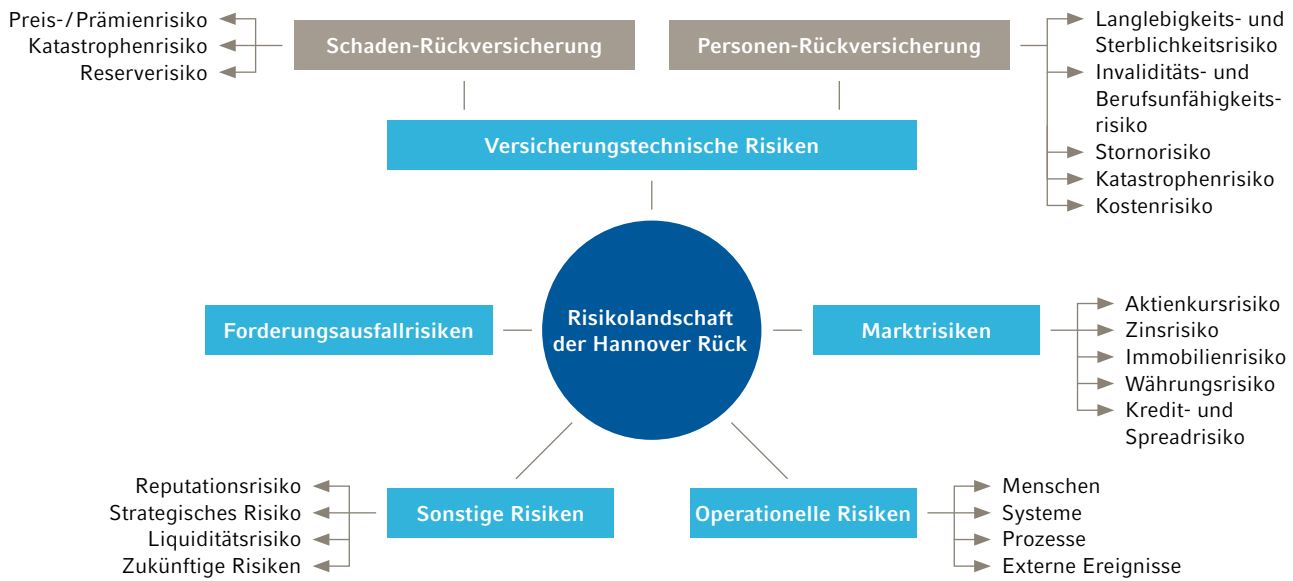 Preis-/Prämienrisiko
Katastrophenrisiko
Reserverisiko
Schaden-Rückversicherung
Personen-Rückversicherung
Langlebigkeits- und
Sterblichkeitsrisiko
Invaliditäts- und
Berufsunfähigkeits-
risiko
Stornorisiko
Katastrophenrisiko
Kostenrisiko
Versicherungstechnische Risiken
Forderungsausfallrisiken
Risikolandschaft
der Hannover Rück
Marktrisiken
Aktienkursrisiko
Zinsrisiko
Immobilienrisiko
Währungsrisiko
Kredit- und
Spreadrisiko
Reputationsrisiko
Strategisches Risiko
Liquiditätsrisiko
Zukünftige Risiken
Sonstige Risiken
Operationelle Risiken
Menschen
Systeme
Prozesse
Externe Ereignisse